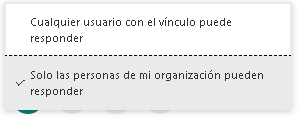 Cualquier usuario con el vínculo puede
responder
Solo las personas de mi organización pueden
responder